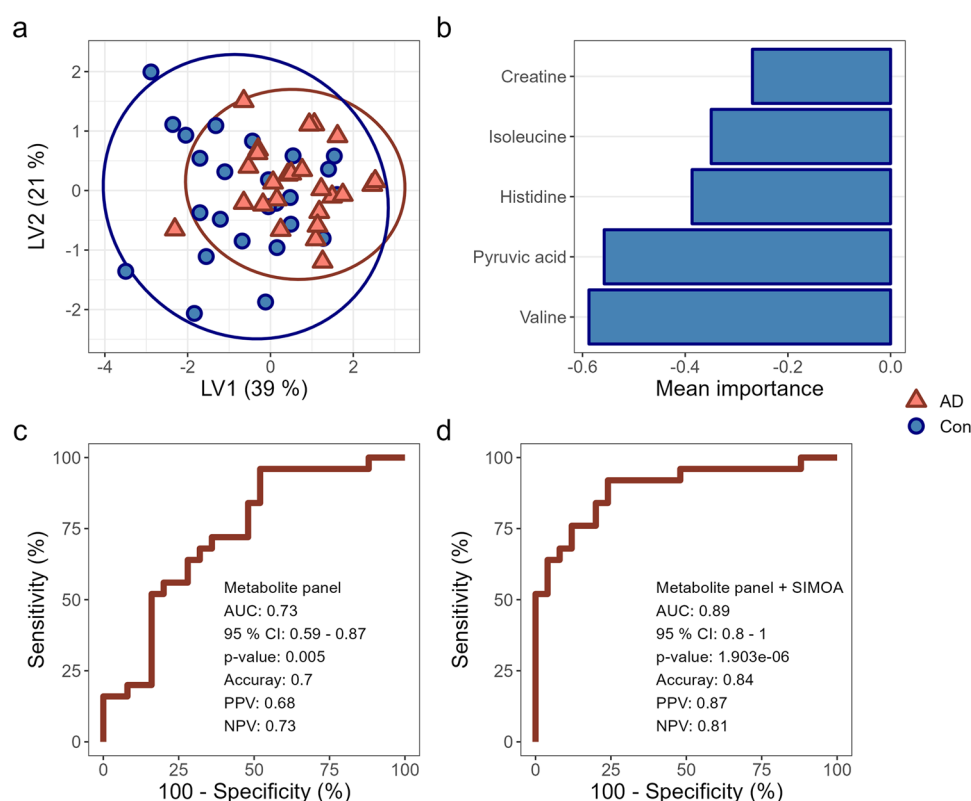 a
2
1
0
-1
-2
LV2 (21 %)
-4
-2
0
2
LV1 (39 %)
b
Creatine
Isoleucine
Histidine
Pyruvic acid
Valine
-0.6
-0.4
-0.2
0.0
Mean importance
AD
Con
c
100
75
50
25
0
Sensitivity (%)
Metabolite panel
AUC: 0.73
95 % CI: 0.59 - 0.87
p-value: 0.005
Accuray: 0.7
PPV: 0.68
NPV: 0.73
0
25
50
75
100
100 - Specificity (%)
d
100
75
50
25
0
Sensitivity (%)
Metabolite panel + SIMOA
AUC: 0.89
95 % CI: 0.8 - 1
p-value: 1.903e-06
Accuray: 0.84
PPV: 0.87
NPV: 0.81
0
25
50
75
100
100 - Specificity (%)